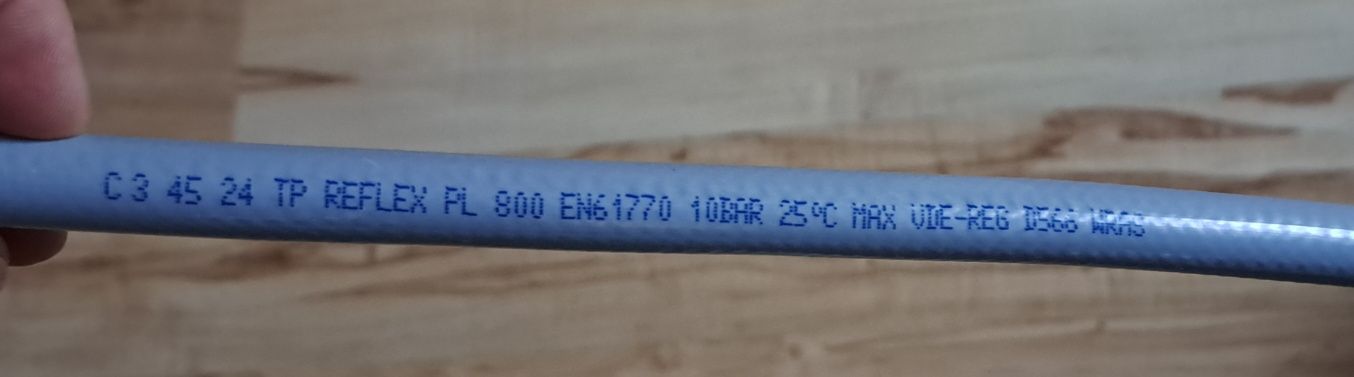 C 3 45 24 TP REFLEX PL 800 EN61770 10BAR 25°C MAX VDE-REG D566 WRAS